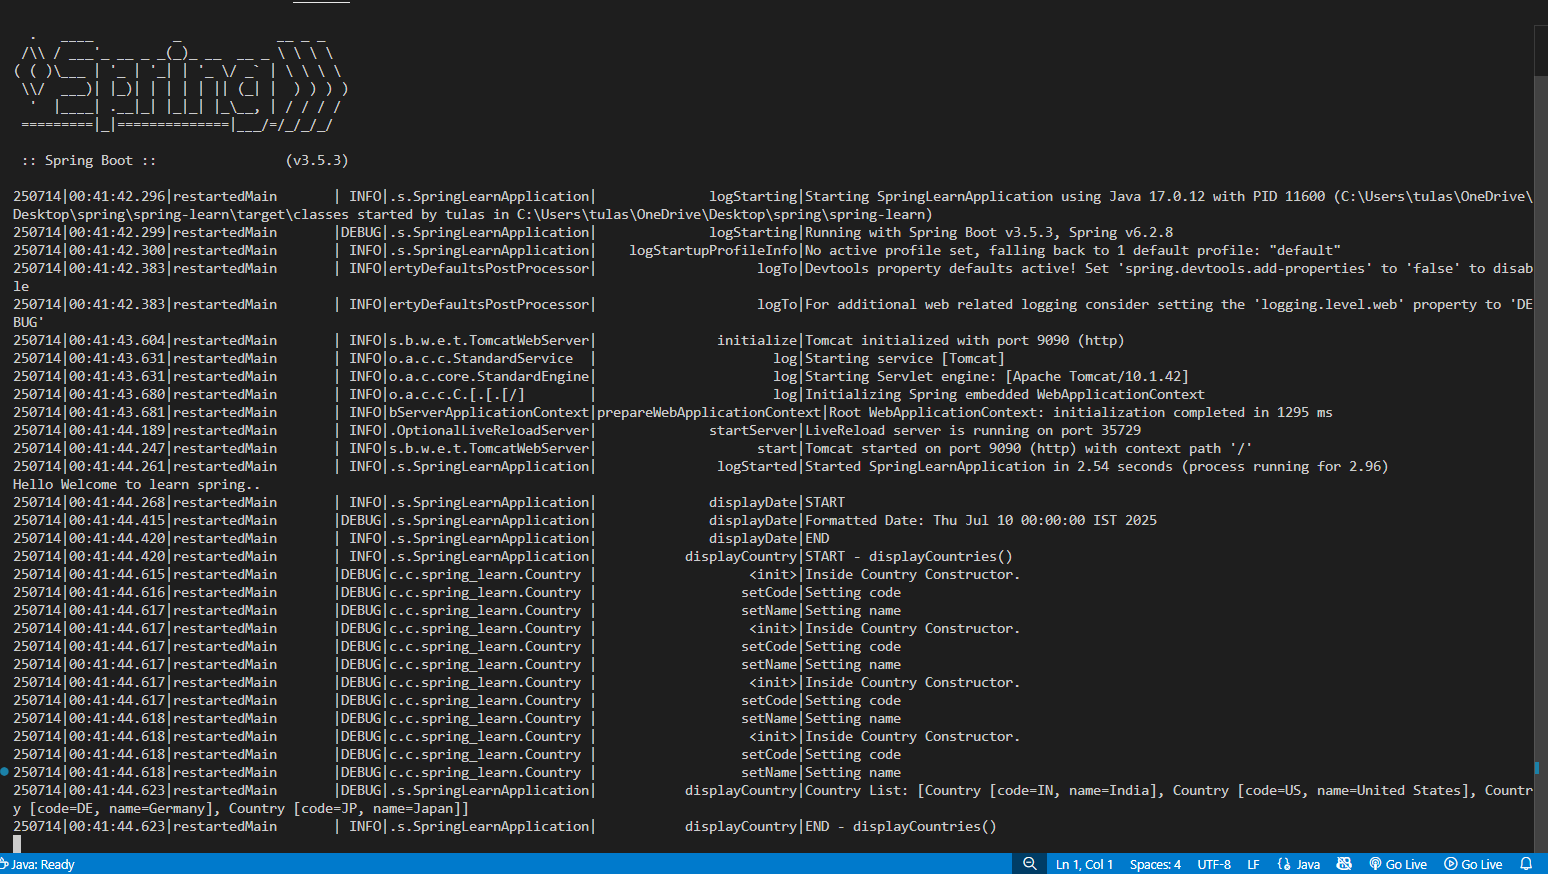 .   ____          _            __ _ _
 /\\ / ___'_ __ _ _(_)_ __  __ _ \ \ \ \
( ( )\___ | '_ | '_| | '_ \/ _` | \ \ \ \
 \\/  ___)| |_)| | | | | || (_| |  ) ) ) )
  '  |____| .__|_| |_|_| |_\__, | / / / /
 =========|_|==============|___/=/_/_/_/
 :: Spring Boot ::                (v3.5.3)
250714|00:41:42.296|restartedMain       | INFO|.s.SpringLearnApplication|              logStarting|Starting SpringLearnApplication using Java 17.0.12 with PID 11600 (C:\Users\tulas\OneDrive\
Desktop\spring\spring-learn\target\classes started by tulas in C:\Users\tulas\OneDrive\Desktop\spring\spring-learn)
250714|00:41:42.299|restartedMain       |DEBUG|.s.SpringLearnApplication|              logStarting|Running with Spring Boot v3.5.3, Spring v6.2.8
250714|00:41:42.300|restartedMain       | INFO|.s.SpringLearnApplication|    logStartupProfileInfo|No active profile set, falling back to 1 default profile: "default"
250714|00:41:42.383|restartedMain       | INFO|ertyDefaultsPostProcessor|                    logTo|Devtools property defaults active! Set 'spring.devtools.add-properties' to 'false' to disab
le
250714|00:41:42.383|restartedMain       | INFO|ertyDefaultsPostProcessor|                    logTo|For additional web related logging consider setting the 'logging.level.web' property to 'DE
BUG'
250714|00:41:43.604|restartedMain       | INFO|s.b.w.e.t.TomcatWebServer|               initialize|Tomcat initialized with port 9090 (http)
250714|00:41:43.631|restartedMain       | INFO|o.a.c.c.StandardService  |                      log|Starting service [Tomcat]
250714|00:41:43.631|restartedMain       | INFO|o.a.c.core.StandardEngine|                      log|Starting Servlet engine: [Apache Tomcat/10.1.42]
250714|00:41:43.680|restartedMain       | INFO|o.a.c.c.C.[.[.[/]        |                      log|Initializing Spring embedded WebApplicationContext
250714|00:41:43.681|restartedMain       | INFO|bServerApplicationContext|prepareWebApplicationContext|Root WebApplicationContext: initialization completed in 1295 ms
250714|00:41:44.189|restartedMain       | INFO|.OptionalLiveReloadServer|              startServer|LiveReload server is running on port 35729
250714|00:41:44.247|restartedMain       | INFO|s.b.w.e.t.TomcatWebServer|                    start|Tomcat started on port 9090 (http) with context path '/'
250714|00:41:44.261|restartedMain       | INFO|.s.SpringLearnApplication|               logStarted|Started SpringLearnApplication in 2.54 seconds (process running for 2.96)
Hello Welcome to learn spring..
250714|00:41:44.268|restartedMain       | INFO|.s.SpringLearnApplication|              displayDate|START
250714|00:41:44.415|restartedMain       |DEBUG|.s.SpringLearnApplication|              displayDate|Formatted Date: Thu Jul 10 00:00:00 IST 2025
250714|00:41:44.420|restartedMain       | INFO|.s.SpringLearnApplication|              displayDate|END
250714|00:41:44.420|restartedMain       | INFO|.s.SpringLearnApplication|           displayCountry|START - displayCountries()
250714|00:41:44.615|restartedMain       |DEBUG|c.c.spring_learn.Country |                   <init>|Inside Country Constructor.
250714|00:41:44.616|restartedMain       |DEBUG|c.c.spring_learn.Country |                  setCode|Setting code
250714|00:41:44.617|restartedMain       |DEBUG|c.c.spring_learn.Country |                  setName|Setting name
250714|00:41:44.617|restartedMain       |DEBUG|c.c.spring_learn.Country |                   <init>|Inside Country Constructor.
250714|00:41:44.617|restartedMain       |DEBUG|c.c.spring_learn.Country |                  setCode|Setting code
250714|00:41:44.617|restartedMain       |DEBUG|c.c.spring_learn.Country |                  setName|Setting name
250714|00:41:44.617|restartedMain       |DEBUG|c.c.spring_learn.Country |                   <init>|Inside Country Constructor.
250714|00:41:44.617|restartedMain       |DEBUG|c.c.spring_learn.Country |                  setCode|Setting code
250714|00:41:44.618|restartedMain       |DEBUG|c.c.spring_learn.Country |                  setName|Setting name
250714|00:41:44.618|restartedMain       |DEBUG|c.c.spring_learn.Country |                   <init>|Inside Country Constructor.
250714|00:41:44.618|restartedMain       |DEBUG|c.c.spring_learn.Country |                  setCode|Setting code
250714|00:41:44.618|restartedMain       |DEBUG|c.c.spring_learn.Country |                  setName|Setting name
250714|00:41:44.623|restartedMain       |DEBUG|.s.SpringLearnApplication|           displayCountry|Country List: [Country [code=IN, name=India], Country [code=US, name=United States], Countr
y [code=DE, name=Germany], Country [code=JP, name=Japan]]
250714|00:41:44.623|restartedMain       | INFO|.s.SpringLearnApplication|           displayCountry|END - displayCountries()
Java: Ready Ln 1, Col 1 Spaces: 4 UTF-8 LF Java Go Live Go Live